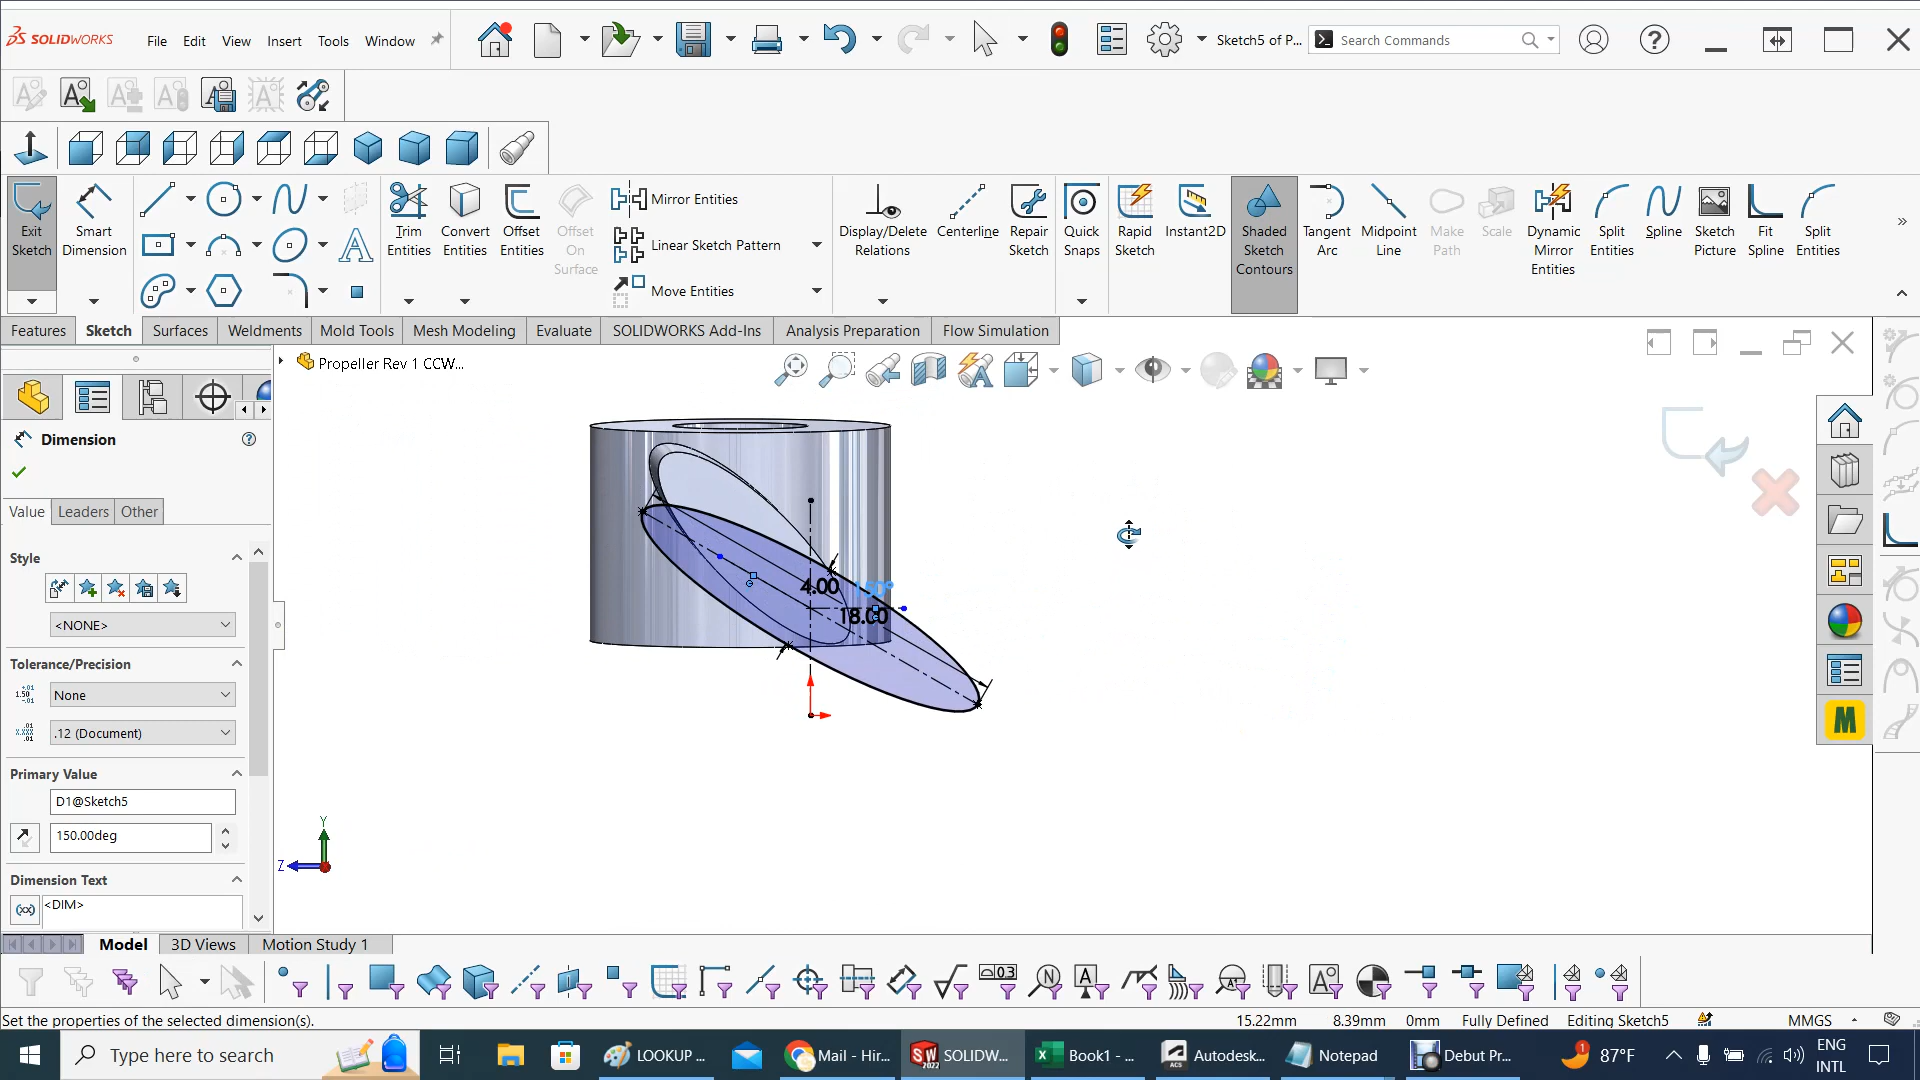 SOLIDWORKS
File
Edit
View
Insert
Tools
Window
Sketch5 of P...
Search Commands
Exit Sketch
Smart Dimension
Trim Entities
Convert Entities
Offset Entities
Offset On Surface
Mirror Entities
Linear Sketch Pattern
Move Entities
Display/Delete Relations
Centerline
Repair Sketch
Quick Snaps
Rapid Sketch
Instant2D
Shaded Sketch Contours
Tangent Arc
Midpoint Line
Make Path
Scale
Dynamic Mirror Entities
Split Entities
Spline
Sketch Picture
Fit Spline
Split Entities
Features
Sketch
Surfaces
Weldments
Mold Tools
Mesh Modeling
Evaluate
SOLIDWORKS Add-Ins
Analysis Preparation
Flow Simulation
Propeller Rev 1 CCW...
Dimension
Value
Leaders
Other
Style
<NONE>
Tolerance/Precision
None
.12 (Document)
Primary Value
D1@Sketch5
150.00deg
Dimension Text
<DIM>
4.00
150°
18.00
Y
Z
Model
3D Views
Motion Study 1
Set the properties of the selected dimension(s).
15.22mm
8.39mm
0mm
Fully Defined
Editing Sketch5
MMGS
Type here to search
LOOKUP ...
Mail - Hir...
SOLIDW...
Book1 - ...
Autodesk...
Notepad
Debut Pr...
87°F
ENG
INTL